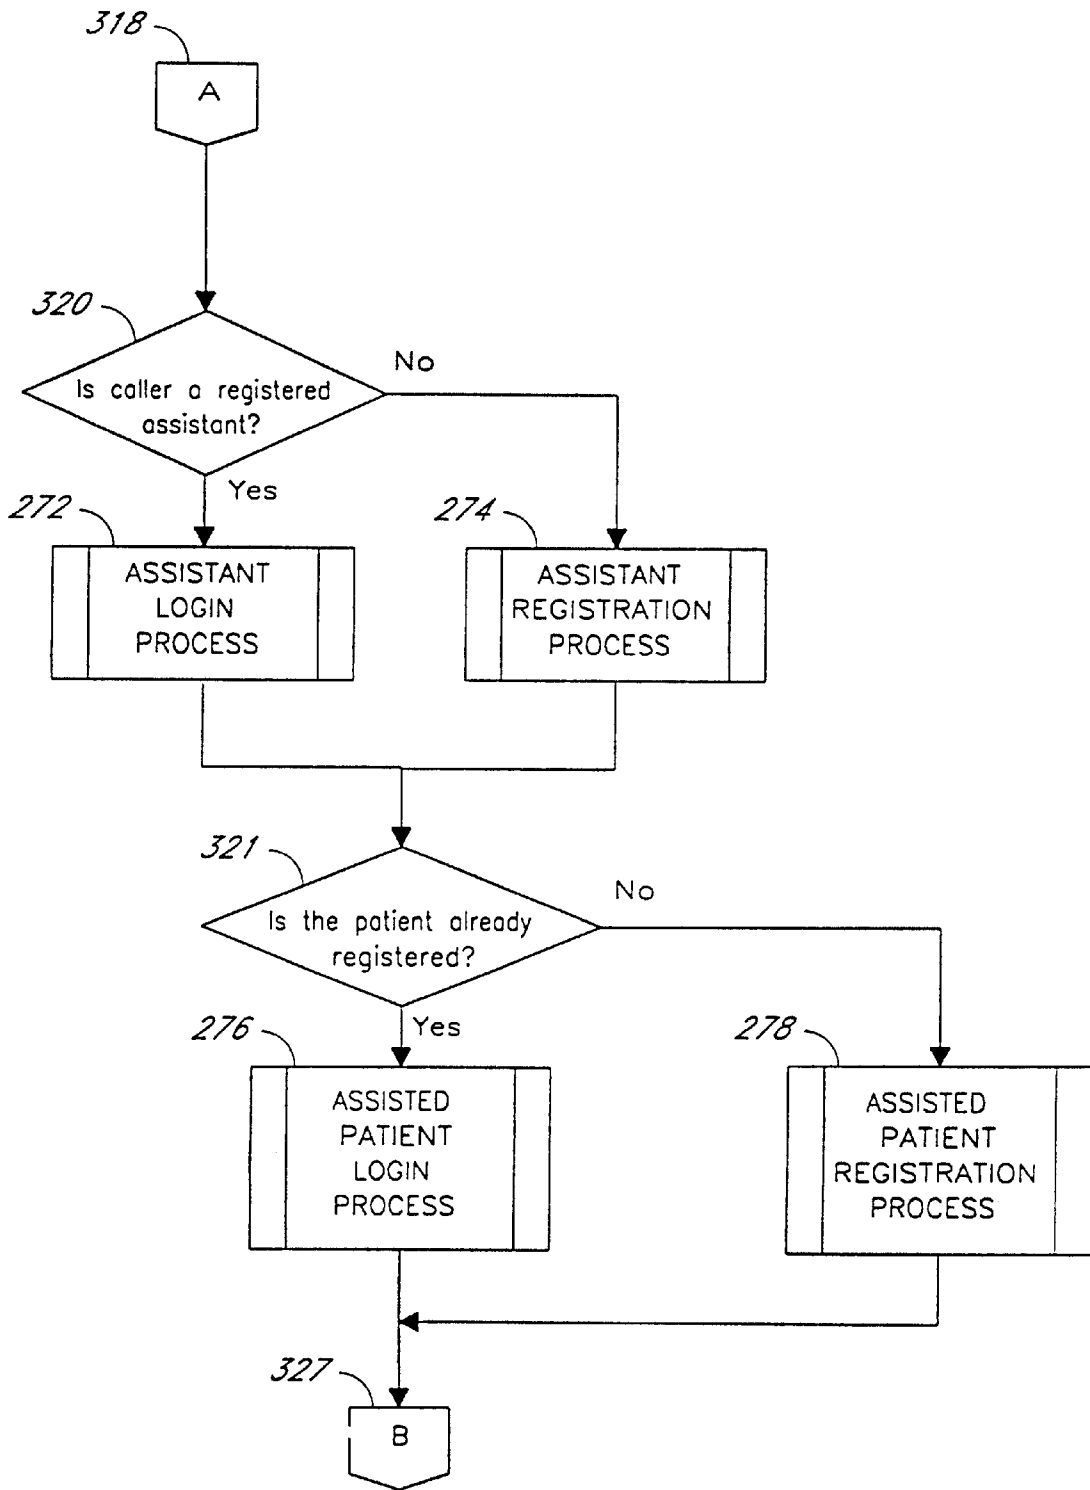 318
A
320
No
Is caller a registered
assistant?
Yes
272
274
ASSISTANT
LOGIN
PROCESS
ASSISTANT
REGISTRATION
PROCESS
321
No
Is the patient already
registered?
Yes
276
278
ASSISTED
PATIENT
LOGIN
PROCESS
ASSISTED
PATIENT
REGISTRATION
PROCESS
327
B